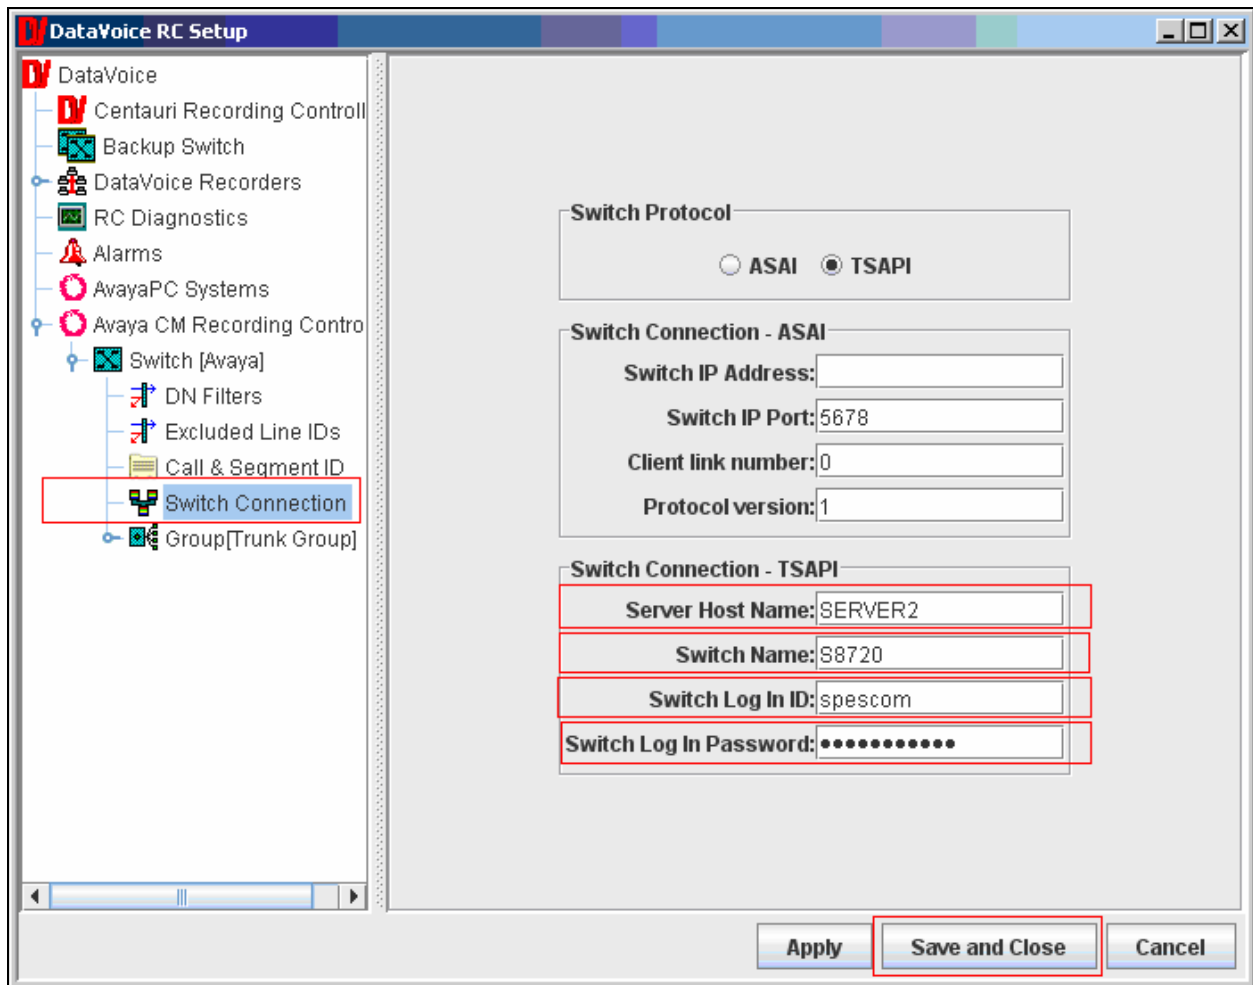 DataVoice RC Setup
DataVoice
Centauri Recording Controll
Backup Switch
DataVoice Recorders
RC Diagnostics
Alarms
AvayaPC Systems
Avaya CM Recording Contro
Switch [Avaya]
DN Filters
Excluded Line IDs
Call & Segment ID
Switch Connection
Group[Trunk Group]
Switch Protocol
ASAI TSAPI
Switch Connection - ASAI
Switch IP Address:
Switch IP Port: 5678
Client link number: 0
Protocol version: 1
Switch Connection - TSAPI
Server Host Name: SERVER2
Switch Name: S8720
Switch Log In ID: spescom
Switch Log In Password: ●●●●●●●●●●●
Apply Save and Close Cancel